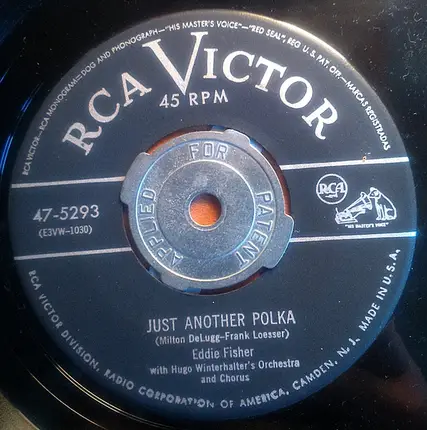 RCA VICTOR—RCA MONOGRAM—DOG AND PHONOGRAPH—"HIS MASTER'S VOICE"—"RED SEAL", REG. U.S. PAT. OFF.—MARCAS REGISTRADAS
RCA VICTOR
45 RPM
APPLIED FOR PATENT
47-5293
(E3VW-1030)
RCA
"HIS MASTER'S VOICE"
JUST ANOTHER POLKA
(Milton DeLugg–Frank Loesser)
Eddie Fisher
with Hugo Winterhalter's Orchestra
and Chorus
RCA VICTOR DIVISION, RADIO CORPORATION OF AMERICA, CAMDEN, N. J. MADE IN U.S.A.